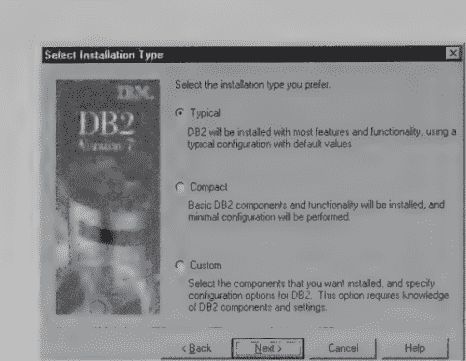 Select Installation Type
IBM.
DB2
Version 7
Select the installation type you prefer.
Typical
DB2 will be installed with most features and functionality, using a
typical configuration with default values
Compact
Basic DB2 components and functionality will be installed, and
minimal configuration will be performed.
Custom
Select the components that you want installed, and specify
configuration options for DB2. This option requires knowledge
of DB2 components and settings.
< Back
Next >
Cancel
Help